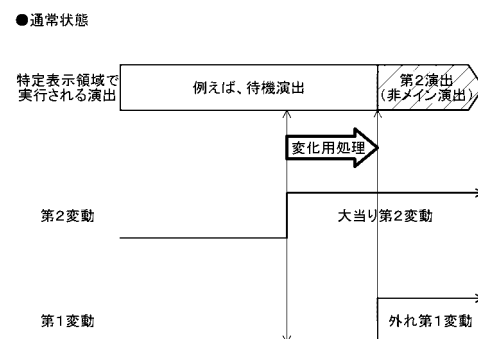 ●通常状態
特定表示領域で
実行される演出
例えば、待機演出
第2演出
(非メイン演出)
変化用処理
第2変動
大当り第2変動
第1変動
外れ第1変動